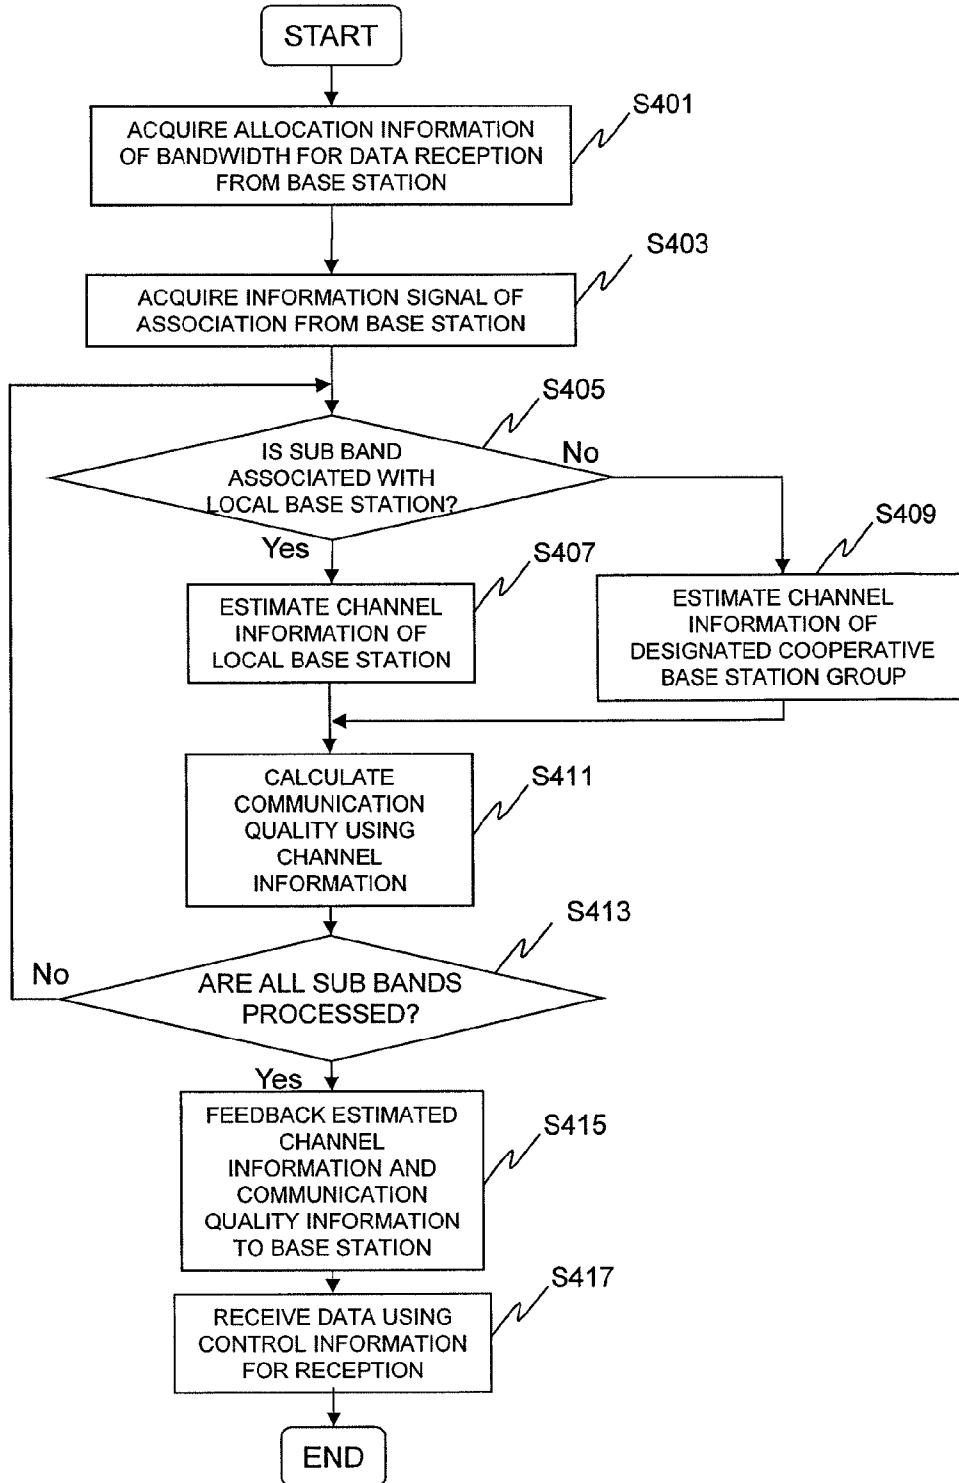 START
S401
ACQUIRE ALLOCATION INFORMATION
OF BANDWIDTH FOR DATA RECEPTION
FROM BASE STATION
S403
ACQUIRE INFORMATION SIGNAL OF
ASSOCIATION FROM BASE STATION
S405
IS SUB BAND
ASSOCIATED WITH
LOCAL BASE STATION?
No
Yes
S407
ESTIMATE CHANNEL
INFORMATION OF
LOCAL BASE STATION
S409
ESTIMATE CHANNEL
INFORMATION OF
DESIGNATED COOPERATIVE
BASE STATION GROUP
S411
CALCULATE
COMMUNICATION
QUALITY USING
CHANNEL
INFORMATION
S413
ARE ALL SUB BANDS
PROCESSED?
No
Yes
S415
FEEDBACK ESTIMATED
CHANNEL
INFORMATION AND
COMMUNICATION
QUALITY INFORMATION
TO BASE STATION
S417
RECEIVE DATA USING
CONTROL INFORMATION
FOR RECEPTION
END